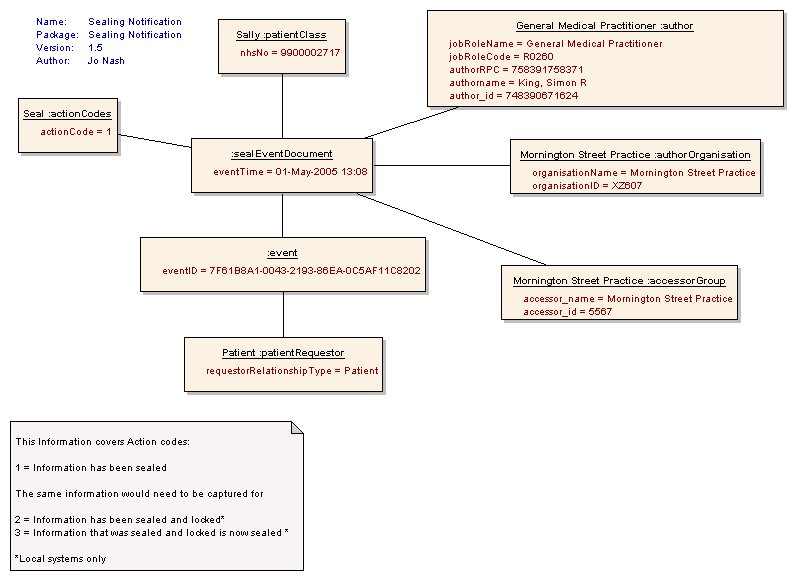 Name: Sealing Notification
Package: Sealing Notification
Version: 1.5
Author: Jo Nash
Sally :patientClass
nhsNo = 9900002717
General Medical Practitioner :author
jobRoleName = General Medical Practitioner
jobRoleCode = R0260
authorRPC = 758391758371
authorname = King, Simon R
author_id = 748390671624
Seal :actionCodes
actionCode = 1
:sealEventDocument
eventTime = 01-May-2005 13:08
Mornington Street Practice :authorOrganisation
organisationName = Mornington Street Practice
organisationID = XZ607
:event
eventID = 7F61B8A1-0043-2193-86EA-0C5AF11C8202
Mornington Street Practice :accessorGroup
accessor_name = Mornington Street Practice
accessor_id = 5567
Patient :patientRequestor
requestorRelationshipType = Patient
This Information covers Action codes:
1 = Information has been sealed
The same information would need to be captured for
2 = Information has been sealed and locked*
3 = Information that was sealed and locked is now sealed *
*Local systems only